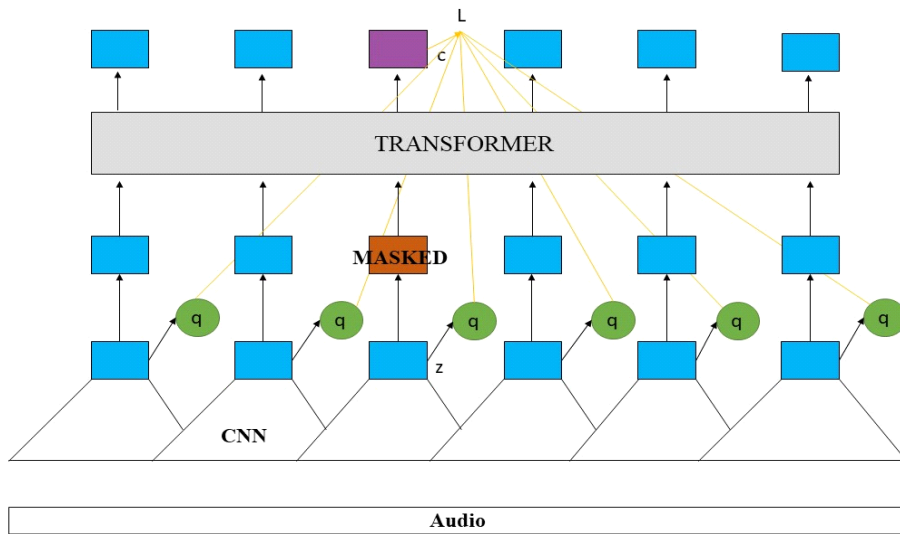 L
c
TRANSFORMER
MASKED
q q q q q q
z
CNN
Audio